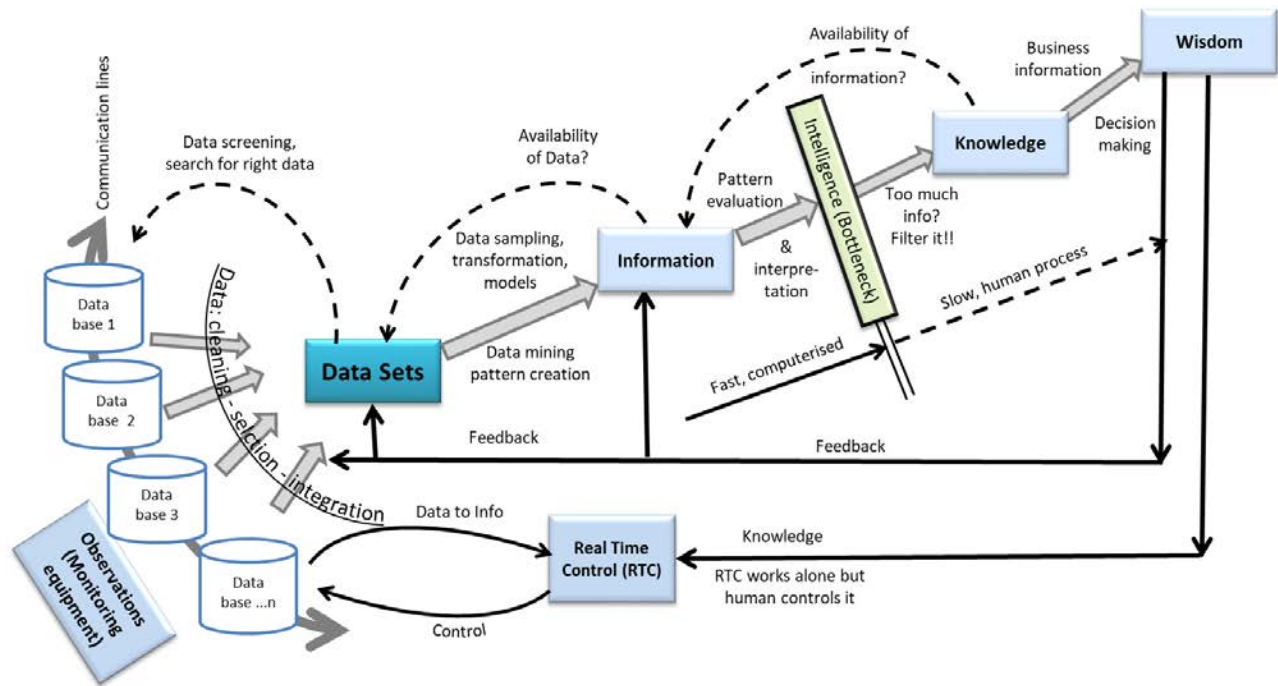 Communication lines
Data
base 1
Data
base 2
Data
base 3
Data
base ...n
Observations
(Monitoring
equipment)
Data: cleaning - selction - integration
Data screening,
search for right data
Data Sets
Availability
of Data?
Data sampling,
transformation,
models
Data mining
pattern creation
Information
Availability of
information?
Pattern
evaluation
&
interpre-
tation
Intelligence (Bottleneck)
Too much
info?
Filter it!!
Knowledge
Business
information
Wisdom
Decision
making
Fast, computerised
Slow, human process
Feedback
Feedback
Data to Info
Real Time
Control (RTC)
Control
Knowledge
RTC works alone but
human controls it